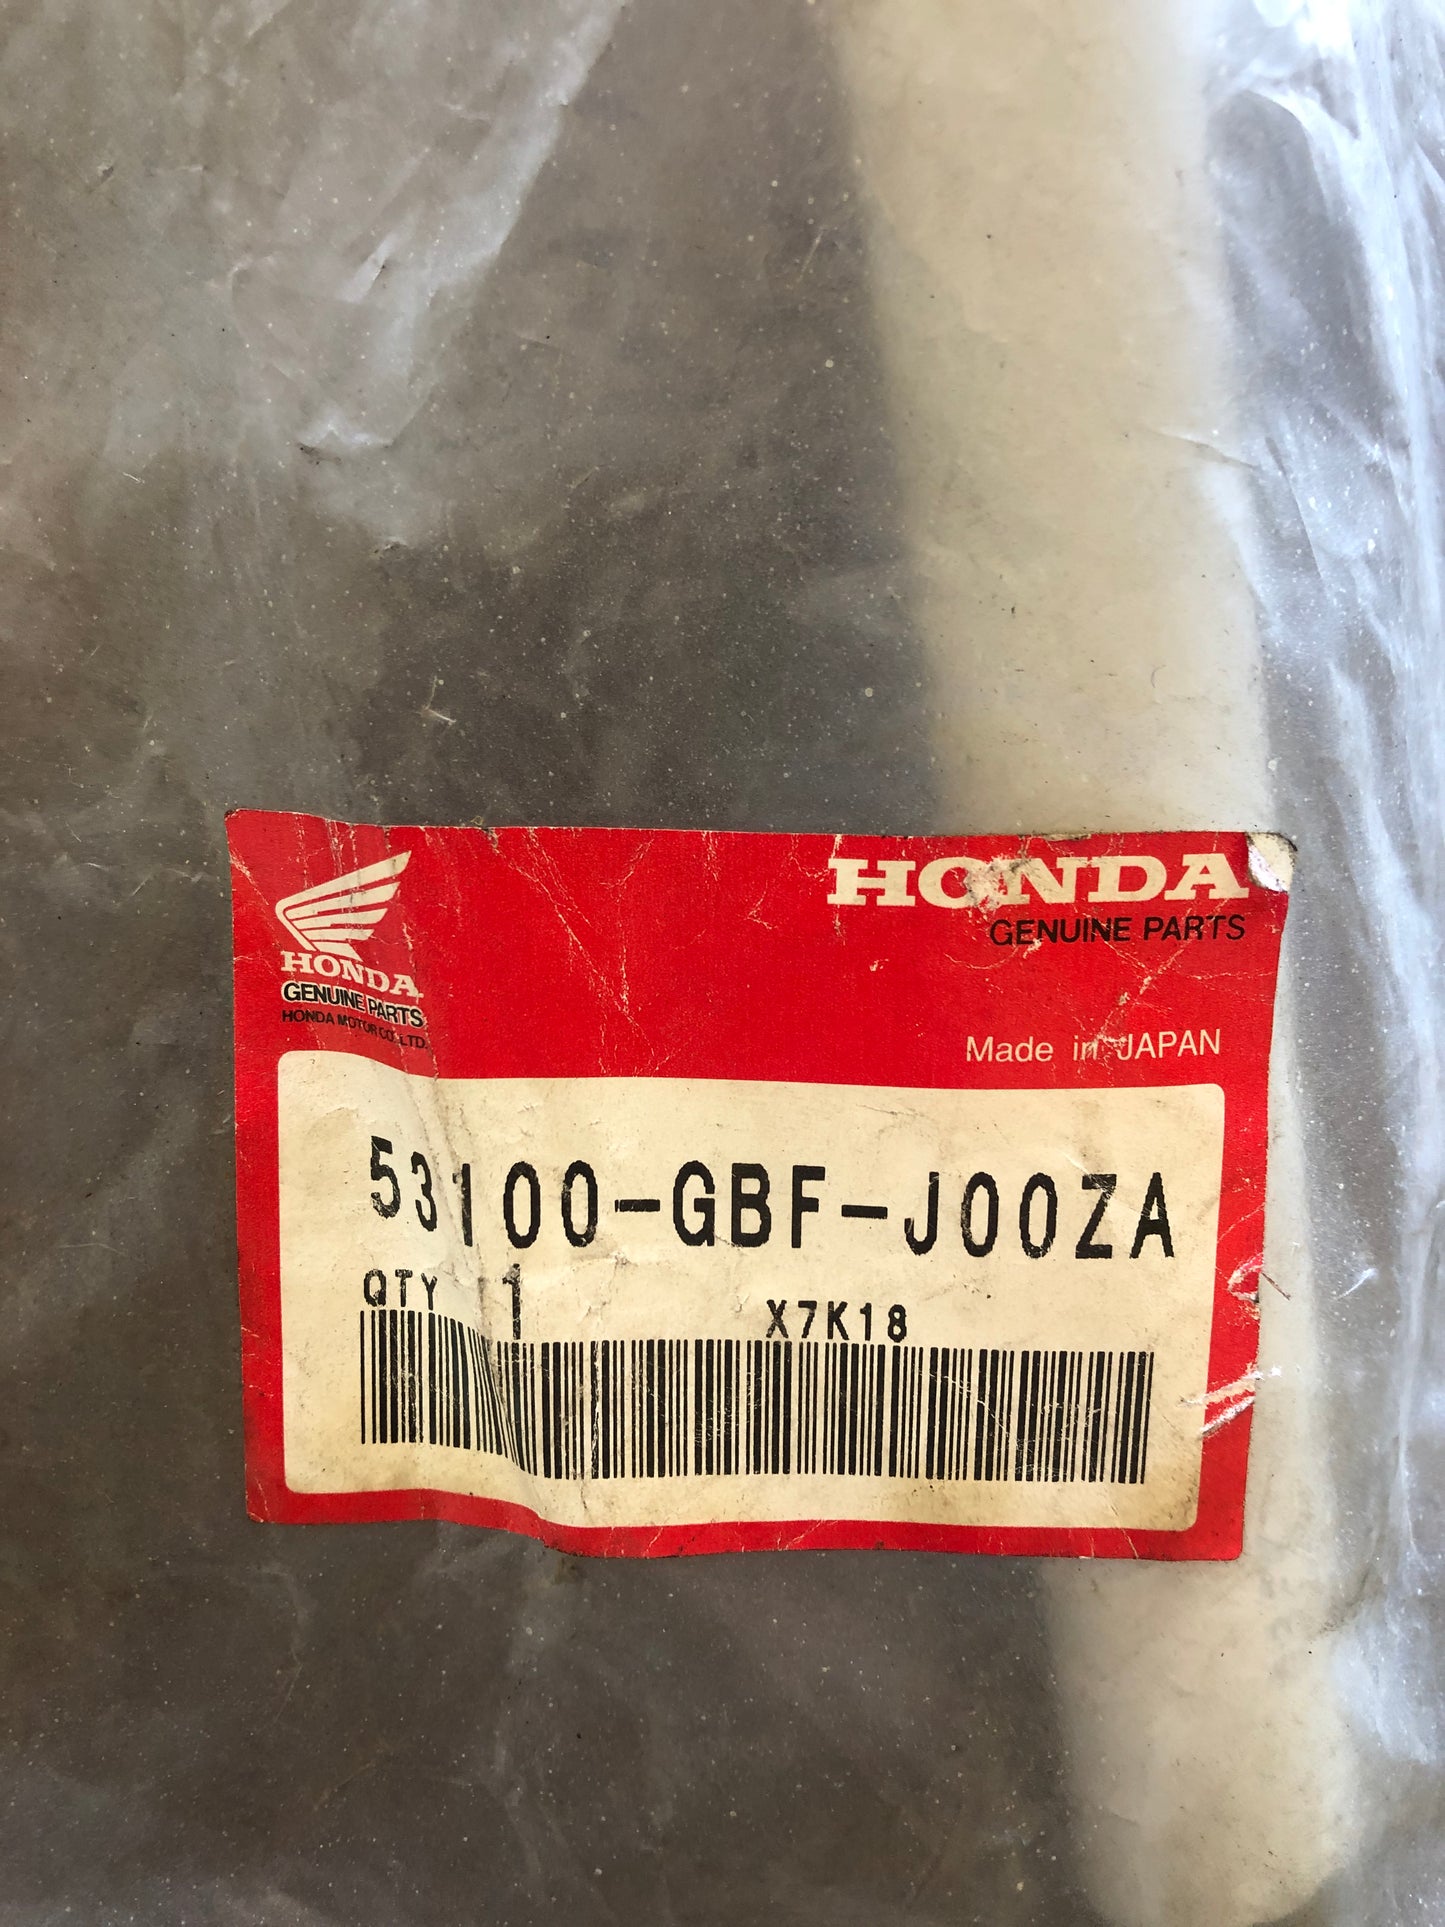 HONDA
GENUINE PARTS
HONDA
GENUINE PARTS
HONDA MOTOR CO., LTD.
Made in JAPAN
53100-GBF-J00ZA
QTY 1
X7K18